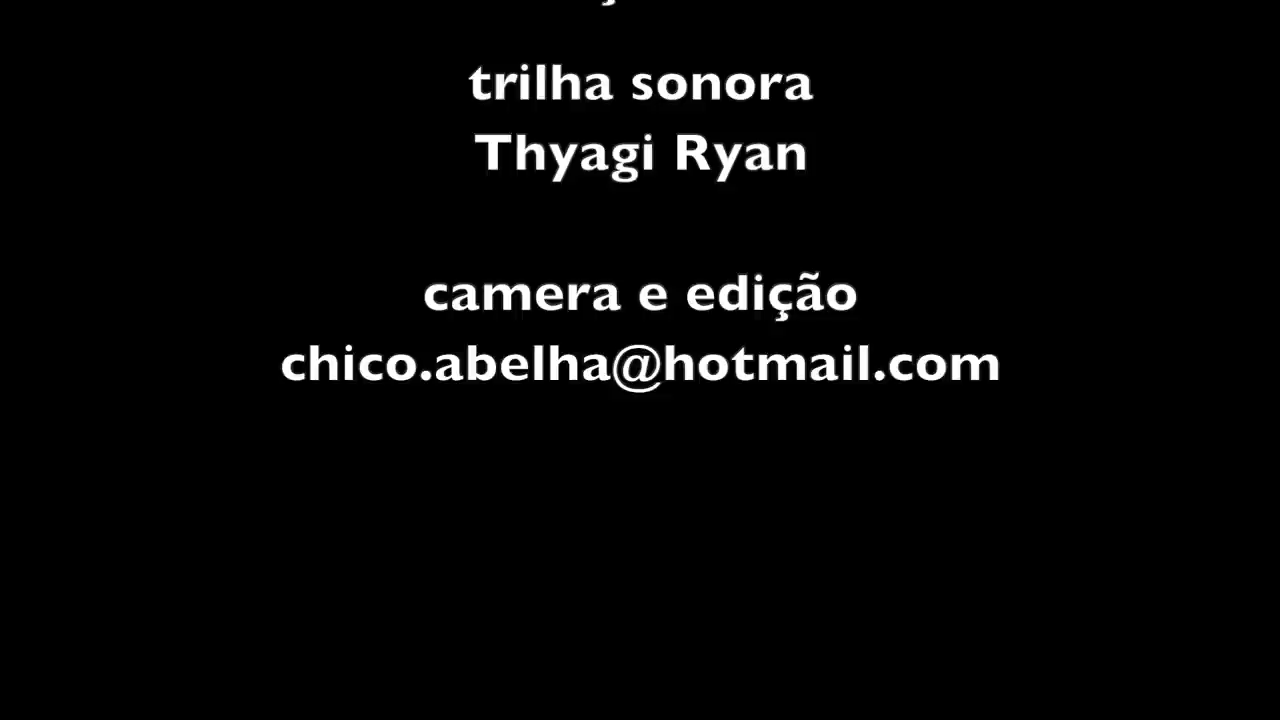 trilha sonora
Thyagi Ryan
camera e edição
chico.abelha@hotmail.com